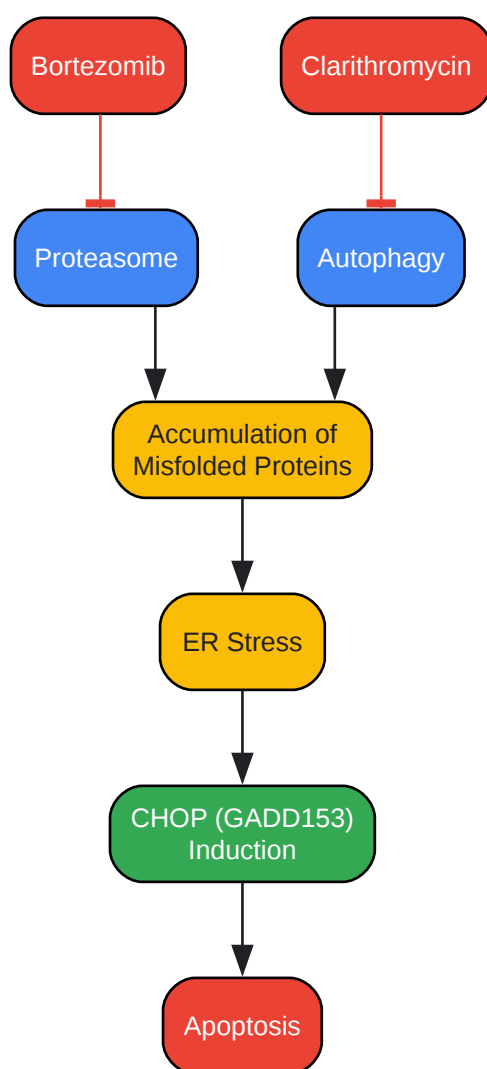 Bortezomib
Clarithromycin
Proteasome
Autophagy
Accumulation of
Misfolded Proteins
ER Stress
CHOP (GADD153)
Induction
Apoptosis